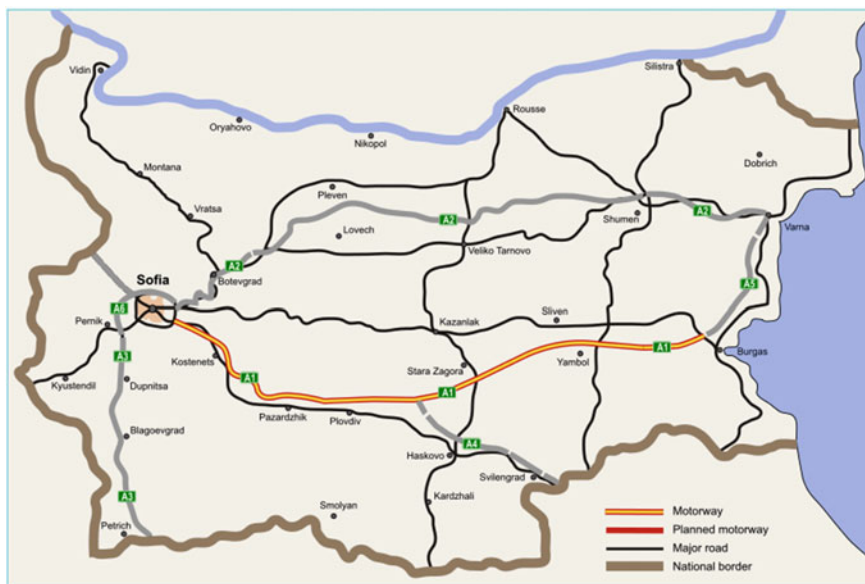 Vidin
Silistra
Rousse
Oryahovo
Nikopol
Dobrich
Montana
Pleven
Vratsa
A2
A2
Shumen
Varna
Lovech
Veliko Tarnovo
A2
Botevgrad
Sofia
A5
A6
Sliven
Kazanlak
Pernik
A1
Burgas
Kostenets
A3
Yambol
Stara Zagora
Kyustendil
Dupnitsa
A1
A1
Pazardzhik
Plovdiv
Blagoevgrad
A4
Haskovo
Svilengrad
A3
Kardzhali
Smolyan
Petrich
Motorway
Planned motorway
Major road
National border